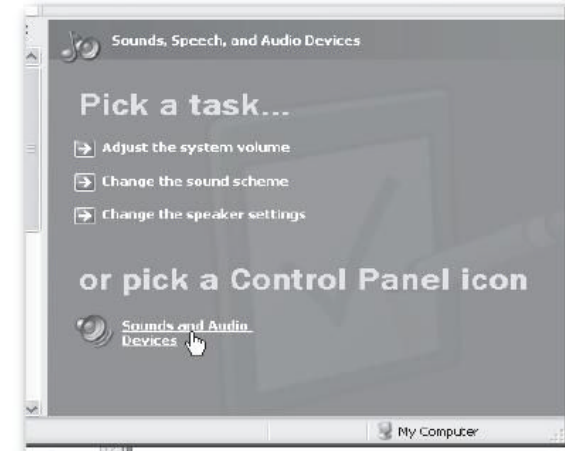 Sounds, Speech, and Audio Devices
Pick a task...
Adjust the system volume
Change the sound scheme
Change the speaker settings
or pick a Control Panel icon
Sounds and Audio
Devices
My Computer